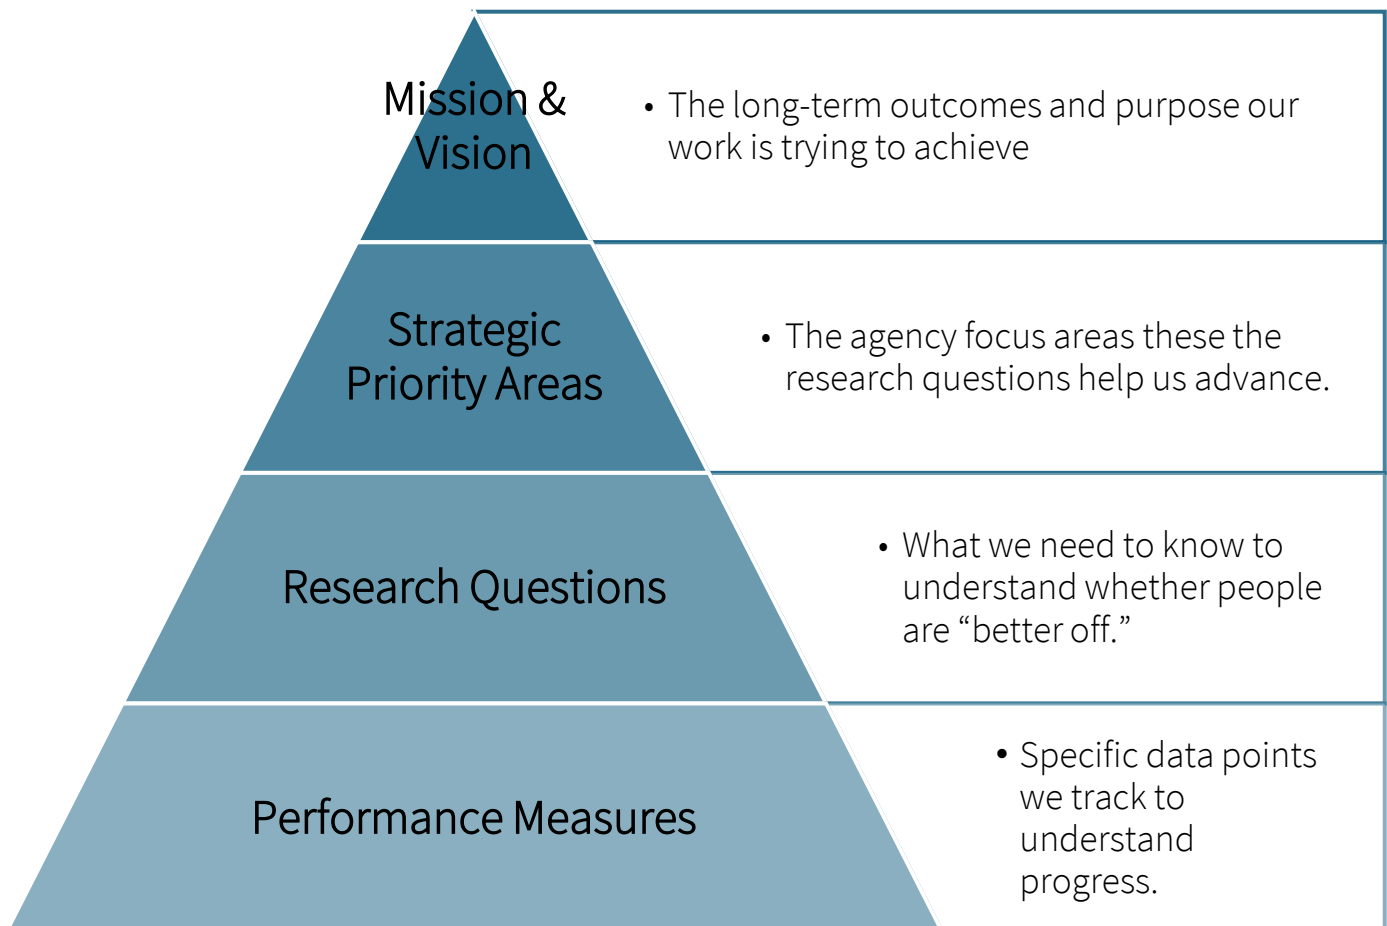 Mission &
Vision
• The long-term outcomes and purpose our
work is trying to achieve
Strategic
Priority Areas
• The agency focus areas these the
research questions help us advance.
Research Questions
• What we need to know to
understand whether people
are “better off.”
Performance Measures
• Specific data points
we track to
understand
progress.